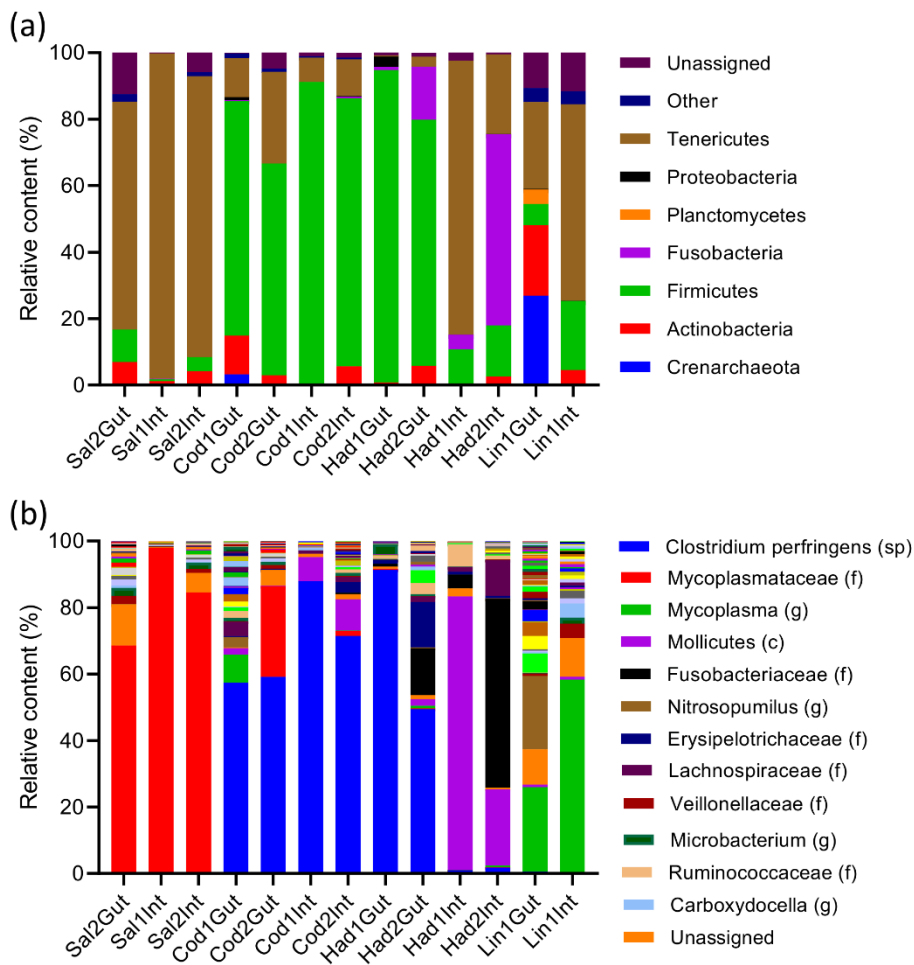 (a)
Relative content (%)
100
80
60
40
20
0
Sal2Gut
Sal1Int
Sal2Int
Cod1Gut
Cod2Gut
Cod1Int
Cod2Int
Had1Gut
Had2Gut
Had1Int
Had2Int
Lin1Gut
Lin1Int
Unassigned
Other
Tenericutes
Proteobacteria
Planctomycetes
Fusobacteria
Firmicutes
Actinobacteria
Crenarchaeota
(b)
Relative content (%)
100
80
60
40
20
0
Sal2Gut
Sal1Int
Sal2Int
Cod1Gut
Cod2Gut
Cod1Int
Cod2Int
Had1Gut
Had2Gut
Had1Int
Had2Int
Lin1Gut
Lin1Int
Clostridium perfringens (sp)
Mycoplasmataceae (f)
Mycoplasma (g)
Mollicutes (c)
Fusobacteriaceae (f)
Nitrosopumilus (g)
Erysipelotrichaceae (f)
Lachnospiraceae (f)
Veillonellaceae (f)
Microbacterium (g)
Ruminococcaceae (f)
Carboxydocella (g)
Unassigned